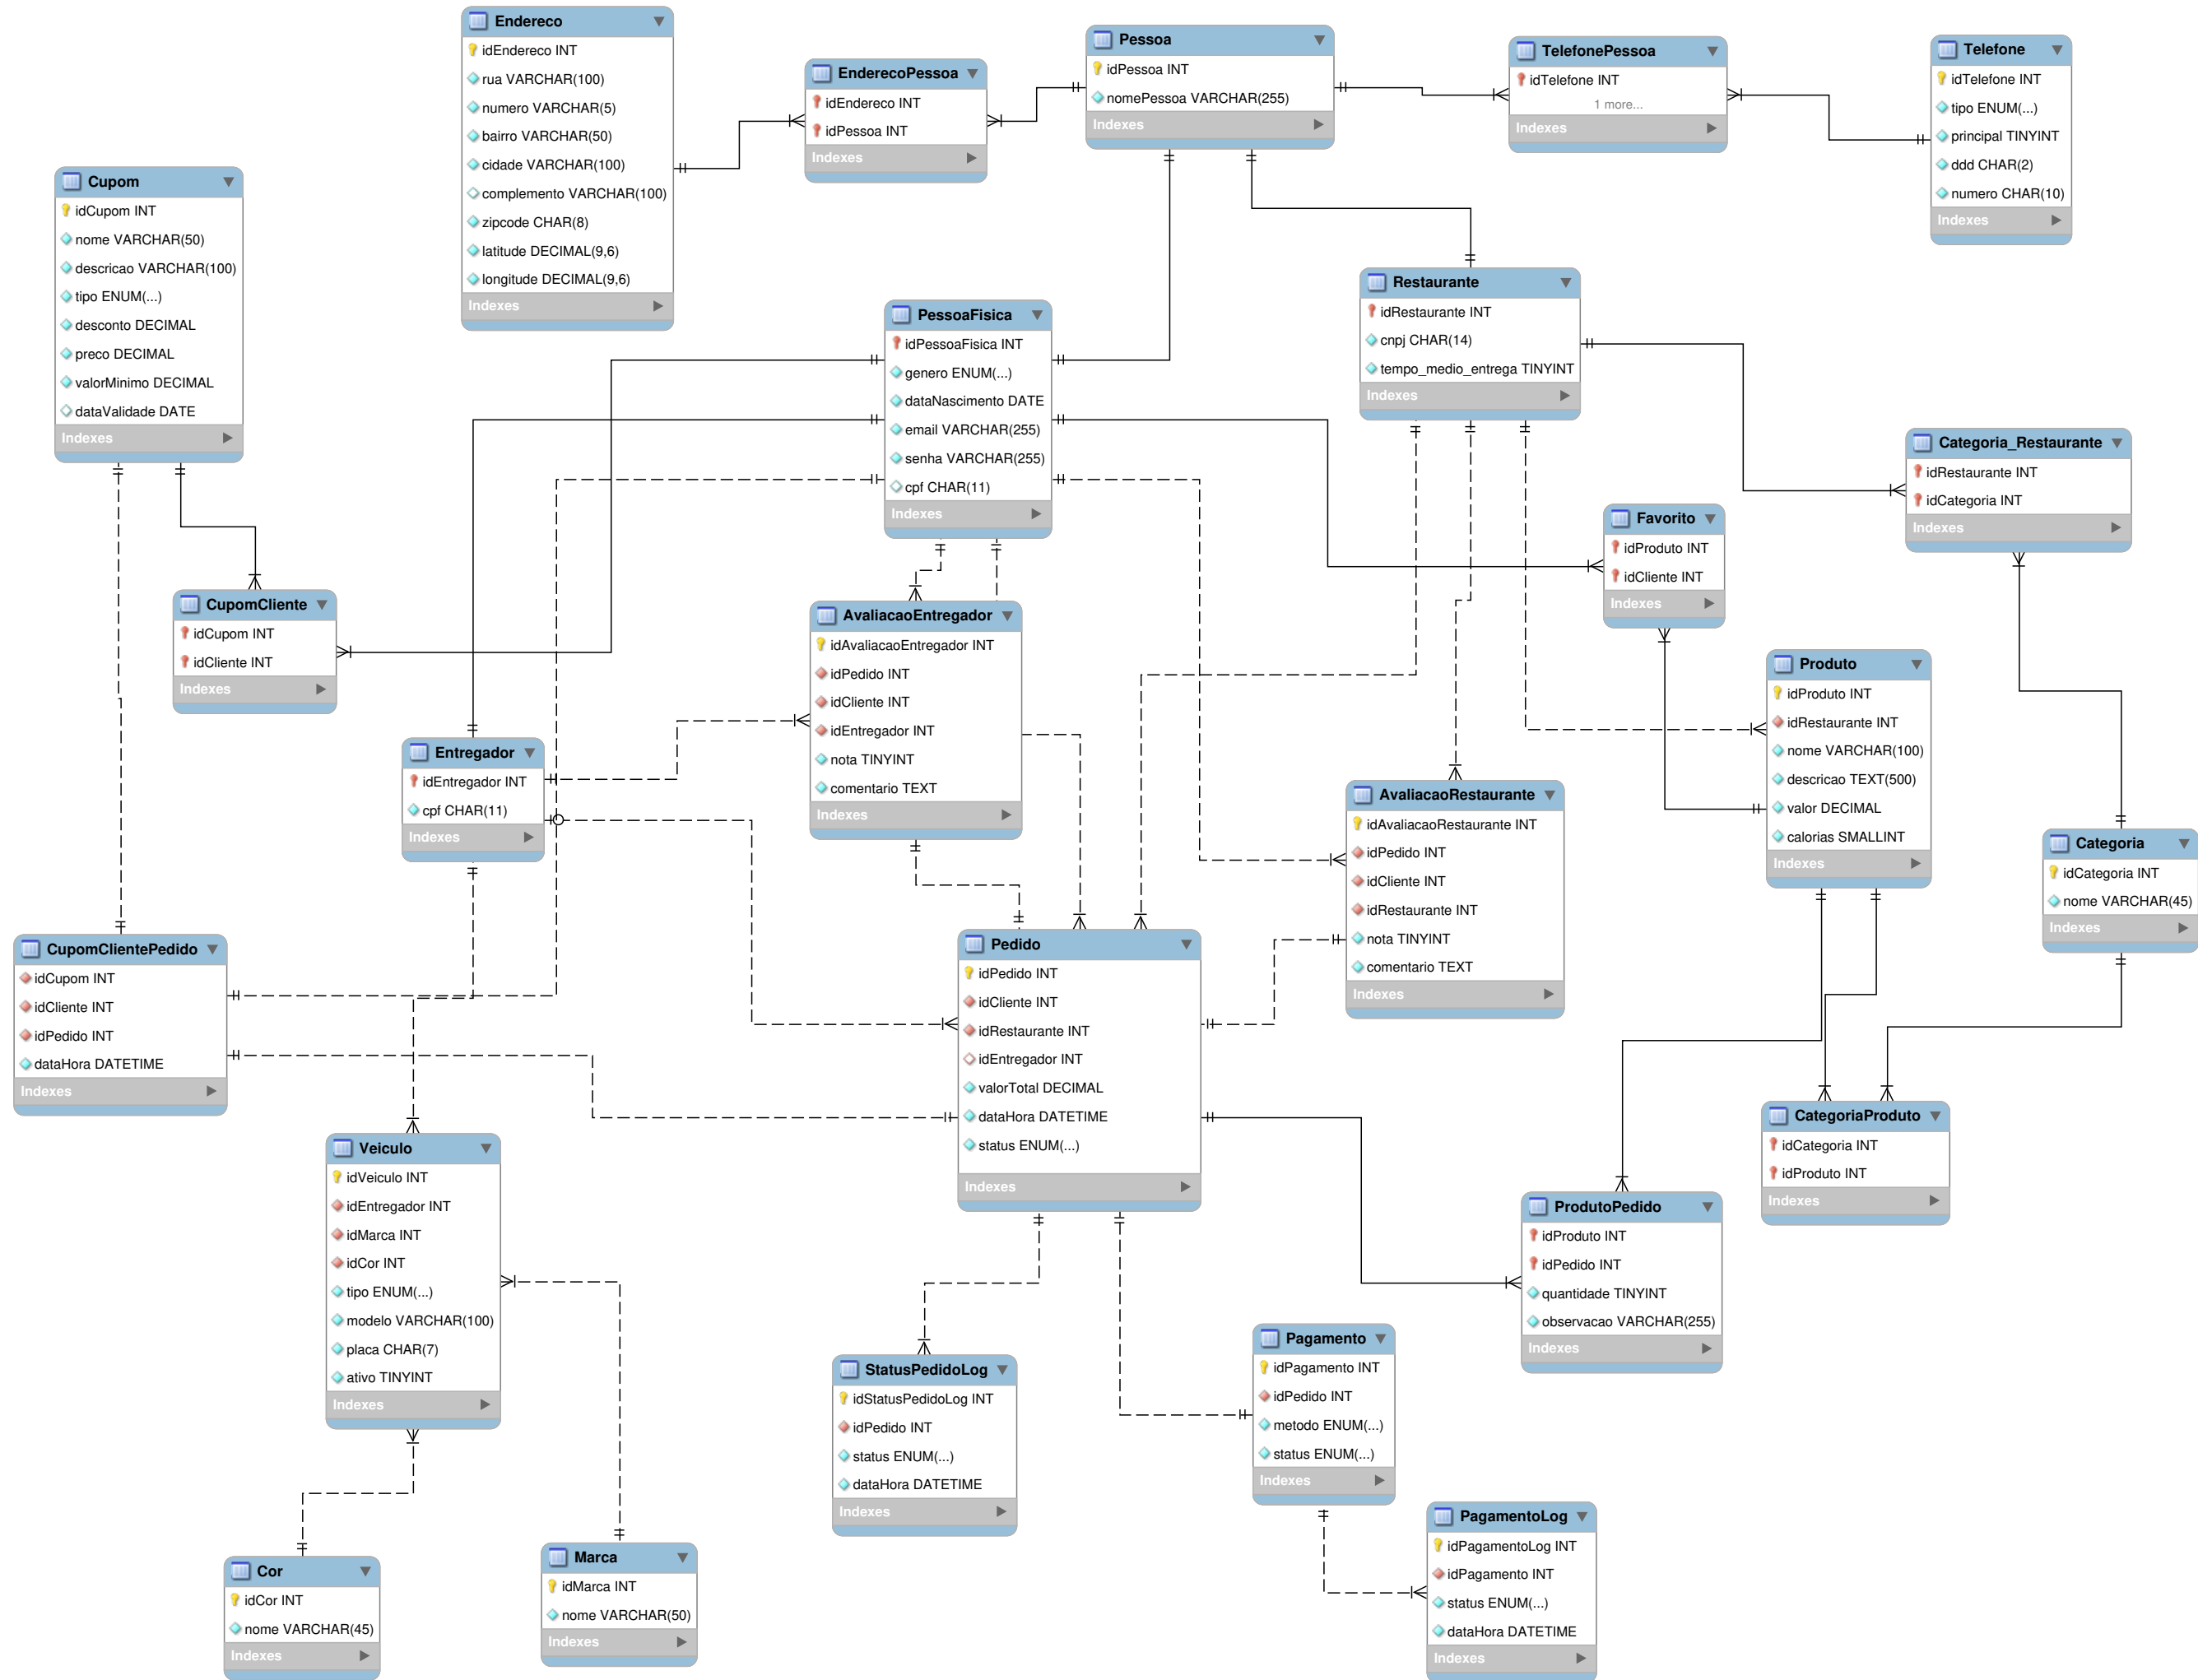 Endereco
idEndereco INT
rua VARCHAR(100)
numero VARCHAR(5)
bairro VARCHAR(50)
cidade VARCHAR(100)
complemento VARCHAR(100)
zipcode CHAR(8)
latitude DECIMAL(9,6)
longitude DECIMAL(9,6)
Indexes
EnderecoPessoa
idEndereco INT
idPessoa INT
Indexes
Pessoa
idPessoa INT
nomePessoa VARCHAR(255)
Indexes
TelefonePessoa
idTelefone INT
1 more...
Indexes
Telefone
idTelefone INT
tipo ENUM(...)
principal TINYINT
ddd CHAR(2)
numero CHAR(10)
Indexes
Cupom
idCupom INT
nome VARCHAR(50)
descricao VARCHAR(100)
tipo ENUM(...)
desconto DECIMAL
preco DECIMAL
valorMinimo DECIMAL
dataValidade DATE
Indexes
PessoaFisica
idPessoaFisica INT
genero ENUM(...)
dataNascimento DATE
email VARCHAR(255)
senha VARCHAR(255)
cpf CHAR(11)
Indexes
Restaurante
idRestaurante INT
cnpj CHAR(14)
tempo_medio_entrega TINYINT
Indexes
Categoria_Restaurante
idRestaurante INT
idCategoria INT
Indexes
Favorito
idProduto INT
idCliente INT
Indexes
CupomCliente
idCupom INT
idCliente INT
Indexes
AvaliacaoEntregador
idAvaliacaoEntregador INT
idPedido INT
idCliente INT
idEntregador INT
nota TINYINT
comentario TEXT
Indexes
Produto
idProduto INT
idRestaurante INT
nome VARCHAR(100)
descricao TEXT(500)
valor DECIMAL
calorias SMALLINT
Indexes
Entregador
idEntregador INT
cpf CHAR(11)
Indexes
AvaliacaoRestaurante
idAvaliacaoRestaurante INT
idPedido INT
idCliente INT
idRestaurante INT
nota TINYINT
comentario TEXT
Indexes
Categoria
idCategoria INT
nome VARCHAR(45)
Indexes
CupomClientePedido
idCupom INT
idCliente INT
idPedido INT
dataHora DATETIME
Indexes
Pedido
idPedido INT
idCliente INT
idRestaurante INT
idEntregador INT
valorTotal DECIMAL
dataHora DATETIME
status ENUM(...)
Indexes
CategoriaProduto
idCategoria INT
idProduto INT
Indexes
Veiculo
idVeiculo INT
idEntregador INT
idMarca INT
idCor INT
tipo ENUM(...)
modelo VARCHAR(100)
placa CHAR(7)
ativo TINYINT
Indexes
ProdutoPedido
idProduto INT
idPedido INT
quantidade TINYINT
observacao VARCHAR(255)
Indexes
StatusPedidoLog
idStatusPedidoLog INT
idPedido INT
status ENUM(...)
dataHora DATETIME
Indexes
Pagamento
idPagamento INT
idPedido INT
metodo ENUM(...)
status ENUM(...)
Indexes
PagamentoLog
idPagamentoLog INT
idPagamento INT
status ENUM(...)
dataHora DATETIME
Indexes
Cor
idCor INT
nome VARCHAR(45)
Indexes
Marca
idMarca INT
nome VARCHAR(50)
Indexes